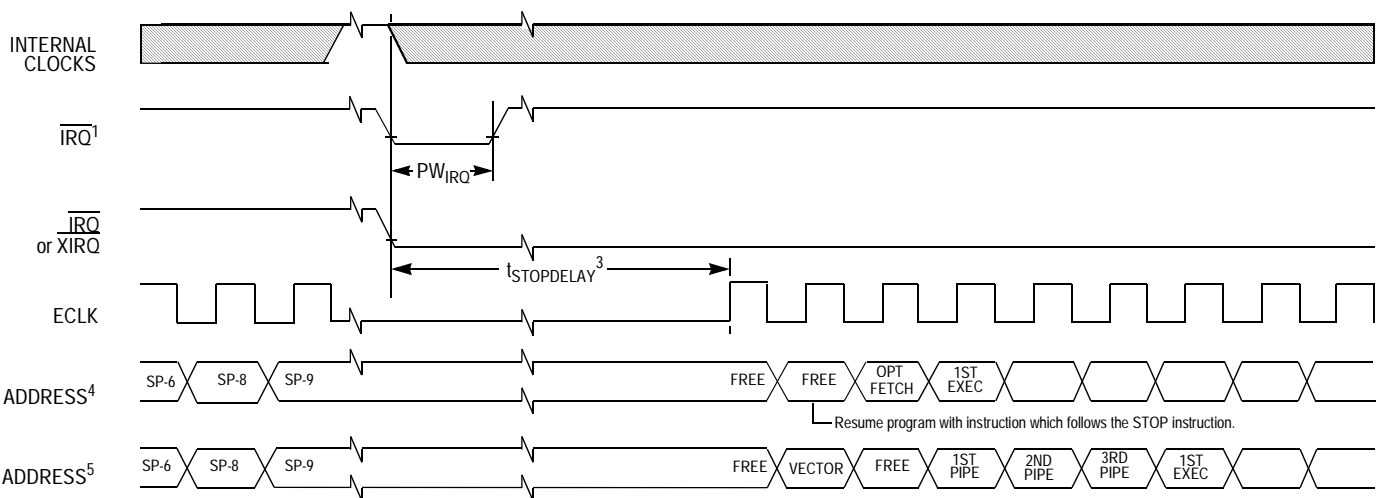 INTERNAL
CLOCKS
IRQ1
PWIRQ
IRQ
or XIRQ
tSTOPDELAY3
ECLK
ADDRESS4
SP-6
SP-8
SP-9
FREE
FREE
OPT
FETCH
1ST
EXEC
Resume program with instruction which follows the STOP instruction.
ADDRESS5
SP-6
SP-8
SP-9
FREE
VECTOR
FREE
1ST
PIPE
2ND
PIPE
3RD
PIPE
1ST
EXEC